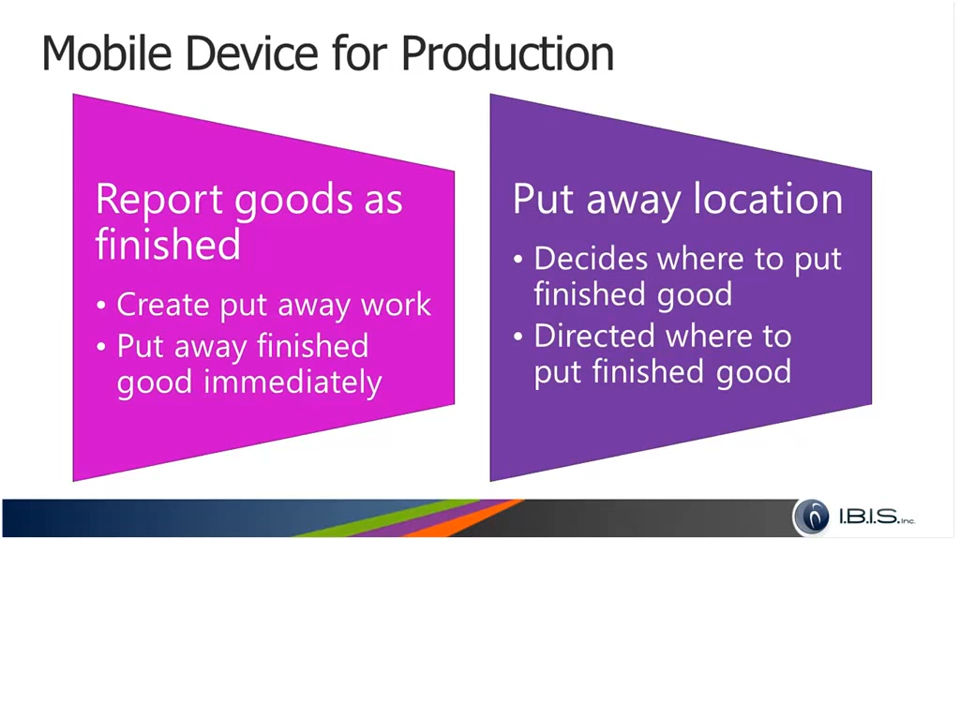 Mobile Device for Production
Report goods as
finished
• Create put away work
• Put away finished
good immediately
Put away location
• Decides where to put
finished good
• Directed where to
put finished good
I.B.I.S. Inc.